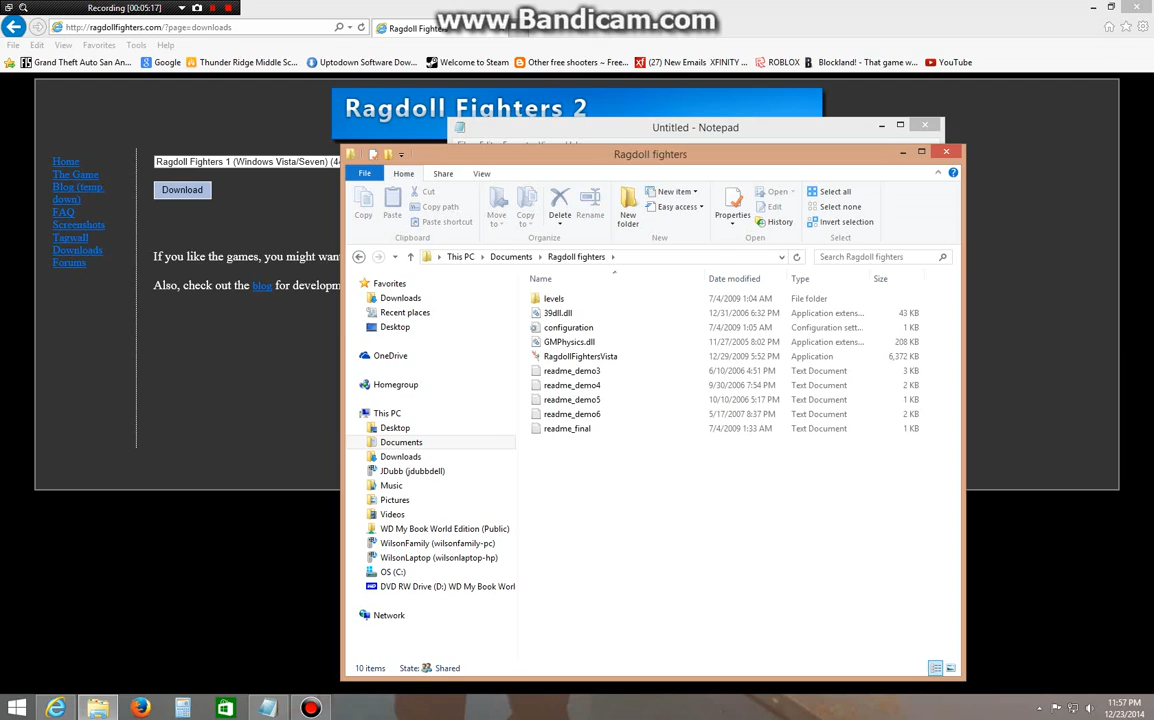 Recording [00:05:17]
www.Bandicam.com
http://ragdollfighters.com/?page=downloads
Ragdoll Fighters
File Edit View Favorites Tools Help
Grand Theft Auto San An...
Google
Thunder Ridge Middle Sc...
Uptodown Software Dow...
Welcome to Steam
Other free shooters ~ Fre...
(27) New Emails XFINITY ...
ROBLOX
Blockland! - That game w...
YouTube
Ragdoll Fighters 2
Home
The Game
Blog (temp. down)
FAQ
Screenshots
Tagwall
Downloads
Forums
Ragdoll Fighters 1 (Windows Vista/Seven)
Download
If you like the games, you might wan
Also, check out the blog for developm
Untitled - Notepad
Ragdoll fighters
File Home Share View
Copy
Paste
Cut
Copy path
Paste shortcut
Clipboard
Move to
Copy to
Delete
Rename
Organize
New folder
New item
Easy access
New
Properties
Open
Edit
History
Open
Select all
Select none
Invert selection
Select
This PC Documents Ragdoll fighters
Search Ragdoll fighters
Favorites
Downloads
Recent places
Desktop
OneDrive
Homegroup
This PC
Desktop
Documents
Downloads
JDubb (jdubbdell)
Music
Pictures
Videos
WD My Book World Edition (Public)
WilsonFamily (wilsonfamily-pc)
WilsonLaptop (wilsonlaptop-hp)
OS (C:)
DVD RW Drive (D:) WD My Book Worl
Network
Name Date modified Type Size
levels 7/4/2009 1:04 AM File folder
39dll.dll 12/31/2006 6:32 PM Application extens... 43 KB
configuration 7/4/2009 1:05 AM Configuration sett... 1 KB
GMPhysics.dll 11/27/2005 8:02 PM Application extens... 208 KB
RagdollFightersVista 12/29/2009 5:52 PM Application 6,372 KB
readme_demo3 6/10/2006 4:51 PM Text Document 3 KB
readme_demo4 9/30/2006 7:54 PM Text Document 2 KB
readme_demo5 10/10/2006 5:17 PM Text Document 1 KB
readme_demo6 5/17/2007 8:37 PM Text Document 2 KB
readme_final 7/4/2009 1:33 AM Text Document 1 KB
10 items State: Shared
11:57 PM
12/23/2014